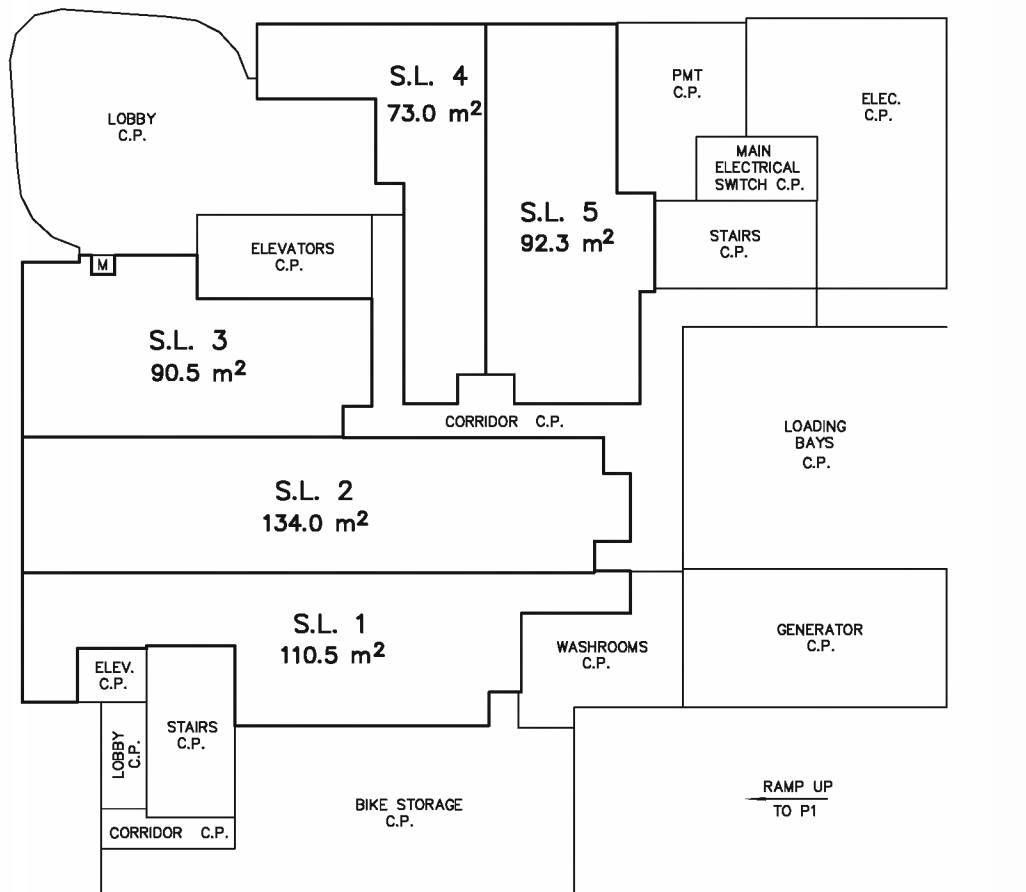 S.L. 4
73.0 m²
PMT
C.P.
ELEC.
C.P.
LOBBY
C.P.
MAIN
ELECTRICAL
SWITCH C.P.
S.L. 5
92.3 m²
STAIRS
C.P.
ELEVATORS
C.P.
M
S.L. 3
90.5 m²
CORRIDOR C.P.
LOADING
BAYS
C.P.
S.L. 2
134.0 m²
S.L. 1
110.5 m²
WASHROOMS
C.P.
GENERATOR
C.P.
ELEV.
C.P.
STAIRS
C.P.
LOBBY
C.P.
BIKE STORAGE
C.P.
RAMP UP
TO P1
CORRIDOR C.P.